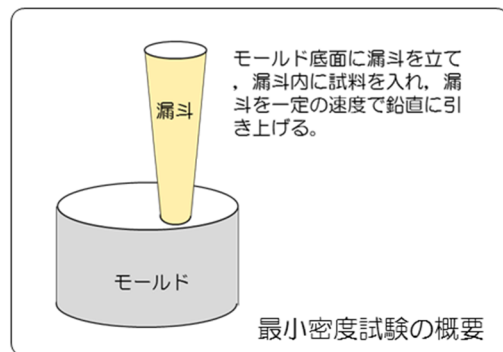 モールド底面に漏斗を立て
，漏斗内に試料を入れ，漏
斗を一定の速度で鉛直に引
き上げる。
漏斗
モールド
最小密度試験の概要